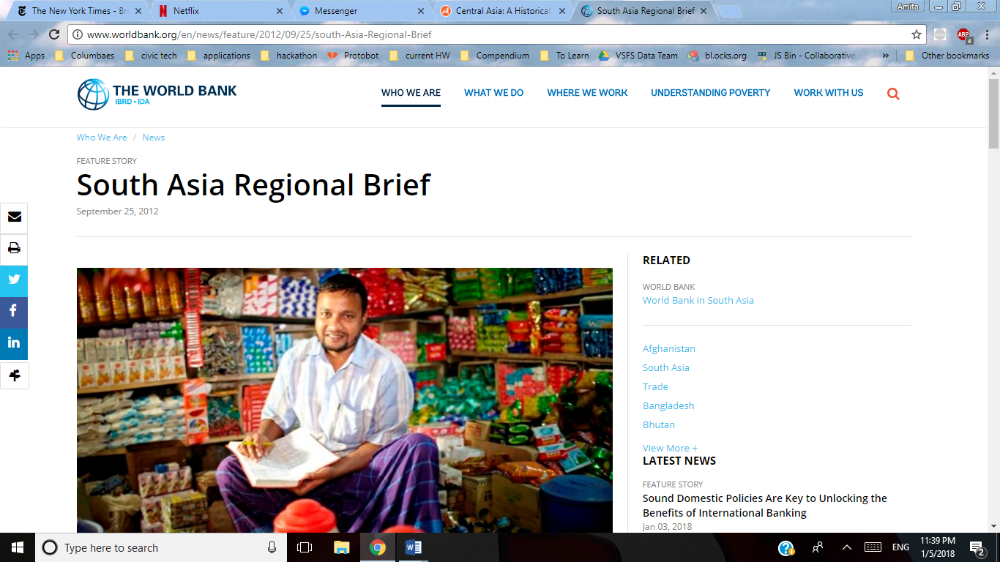 The New York Times - Bre
Netflix
Messenger
Central Asia: A Historical
South Asia Regional Brief
Amita
www.worldbank.org/en/news/feature/2012/09/25/south-Asia-Regional-Brief
ABP
4
Apps
Columbaes
civic tech
applications
hackathon
Protobot
current HW
Compendium
To Learn
VSFS Data Team
bl.ocks.org
JS Bin - Collaborative
»
Other bookmarks
THE WORLD BANK
IBRD • IDA
WHO WE ARE
WHAT WE DO
WHERE WE WORK
UNDERSTANDING POVERTY
WORK WITH US
Who We Are / News
FEATURE STORY
South Asia Regional Brief
September 25, 2012
RELATED
WORLD BANK
World Bank in South Asia
Afghanistan
South Asia
Trade
Bangladesh
Bhutan
View More +
LATEST NEWS
FEATURE STORY
Sound Domestic Policies Are Key to Unlocking the
Benefits of International Banking
Jan 03, 2018
Type here to search
ENG
11:39 PM
1/5/2018
2